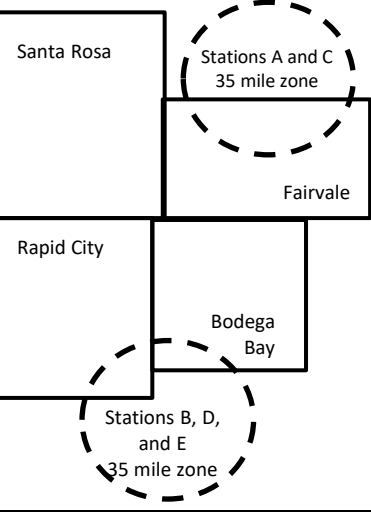 Santa Rosa
Stations A and C
35 mile zone
Fairvale
Rapid City
Bodega
Bay
Stations B, D,
and E
35 mile zone